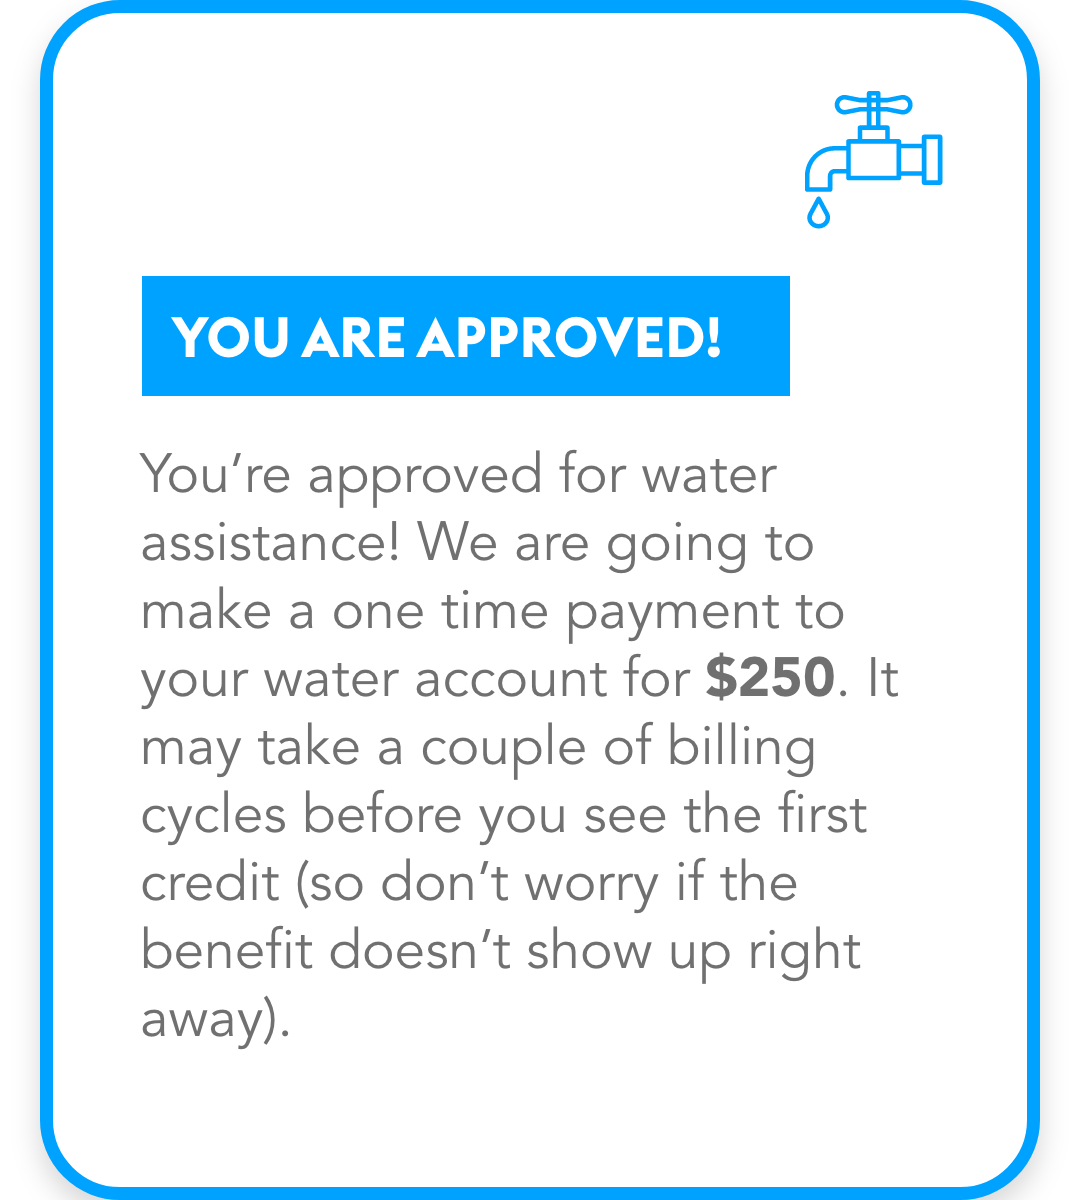 YOU ARE APPROVED!
You’re approved for water
assistance! We are going to
make a one time payment to
your water account for $250. It
may take a couple of billing
cycles before you see the first
credit (so don’t worry if the
benefit doesn’t show up right
away).